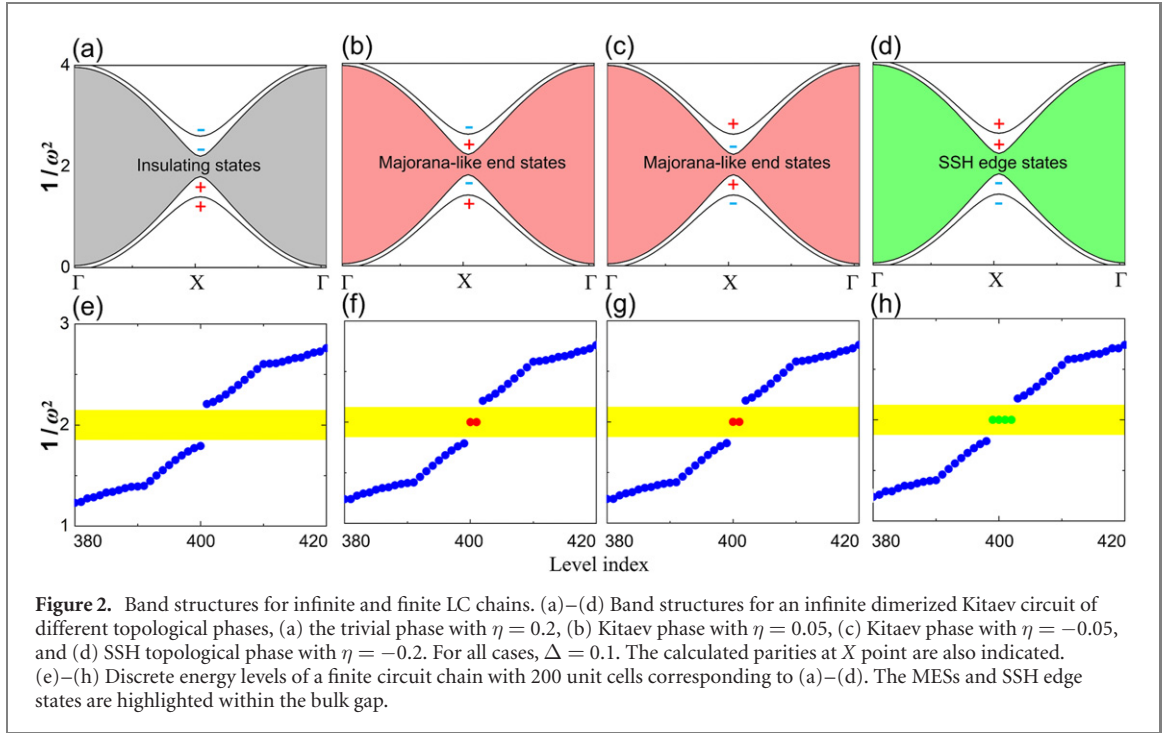 (a) (b) (c) (d)
4
2
0
1/ω²
- - + +
Insulating states
- + - +
Majorana-like end states
+ - + -
Majorana-like end states
+ + - -
SSH edge states
Γ X Γ Γ X Γ Γ X Γ Γ X Γ
(e) (f) (g) (h)
3
2
1
1/ω²
380 400 420 380 400 420 380 400 420 380 400 420
Level index
Figure 2. Band structures for infinite and finite LC chains. (a)–(d) Band structures for an infinite dimerized Kitaev circuit of
different topological phases, (a) the trivial phase with η = 0.2, (b) Kitaev phase with η = 0.05, (c) Kitaev phase with η = −0.05,
and (d) SSH topological phase with η = −0.2. For all cases, Δ = 0.1. The calculated parities at X point are also indicated.
(e)–(h) Discrete energy levels of a finite circuit chain with 200 unit cells corresponding to (a)–(d). The MESs and SSH edge
states are highlighted within the bulk gap.